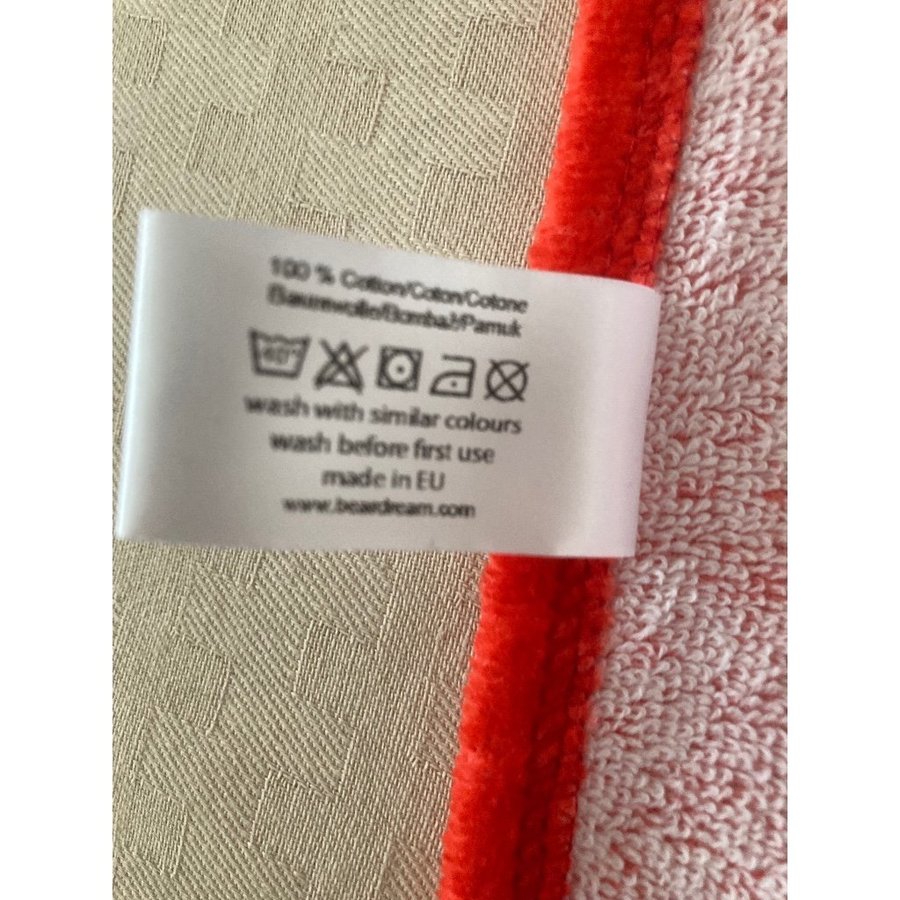 100 % Cotton/Coton/Cotone
Baumwolle/Bombaž/Pamuk
40°
wash with similar colours
wash before first use
made in EU
www.beardream.com